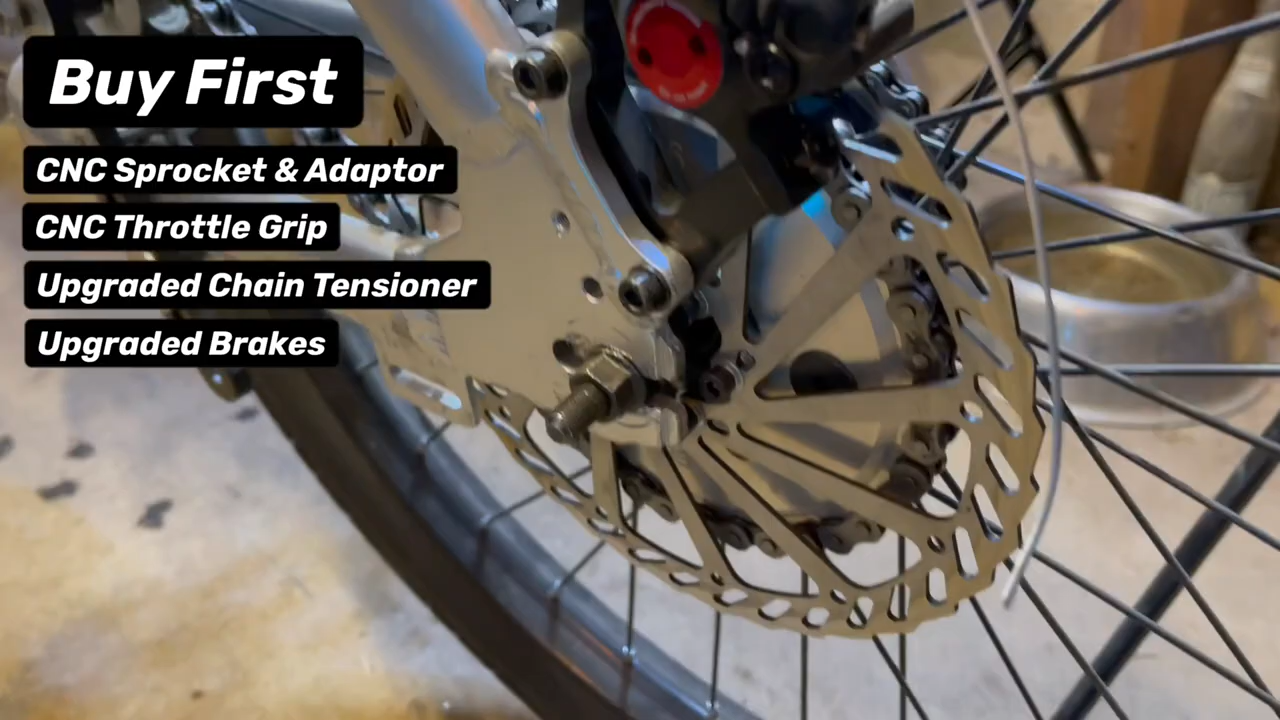 Buy First
CNC Sprocket & Adaptor
CNC Throttle Grip
Upgraded Chain Tensioner
Upgraded Brakes